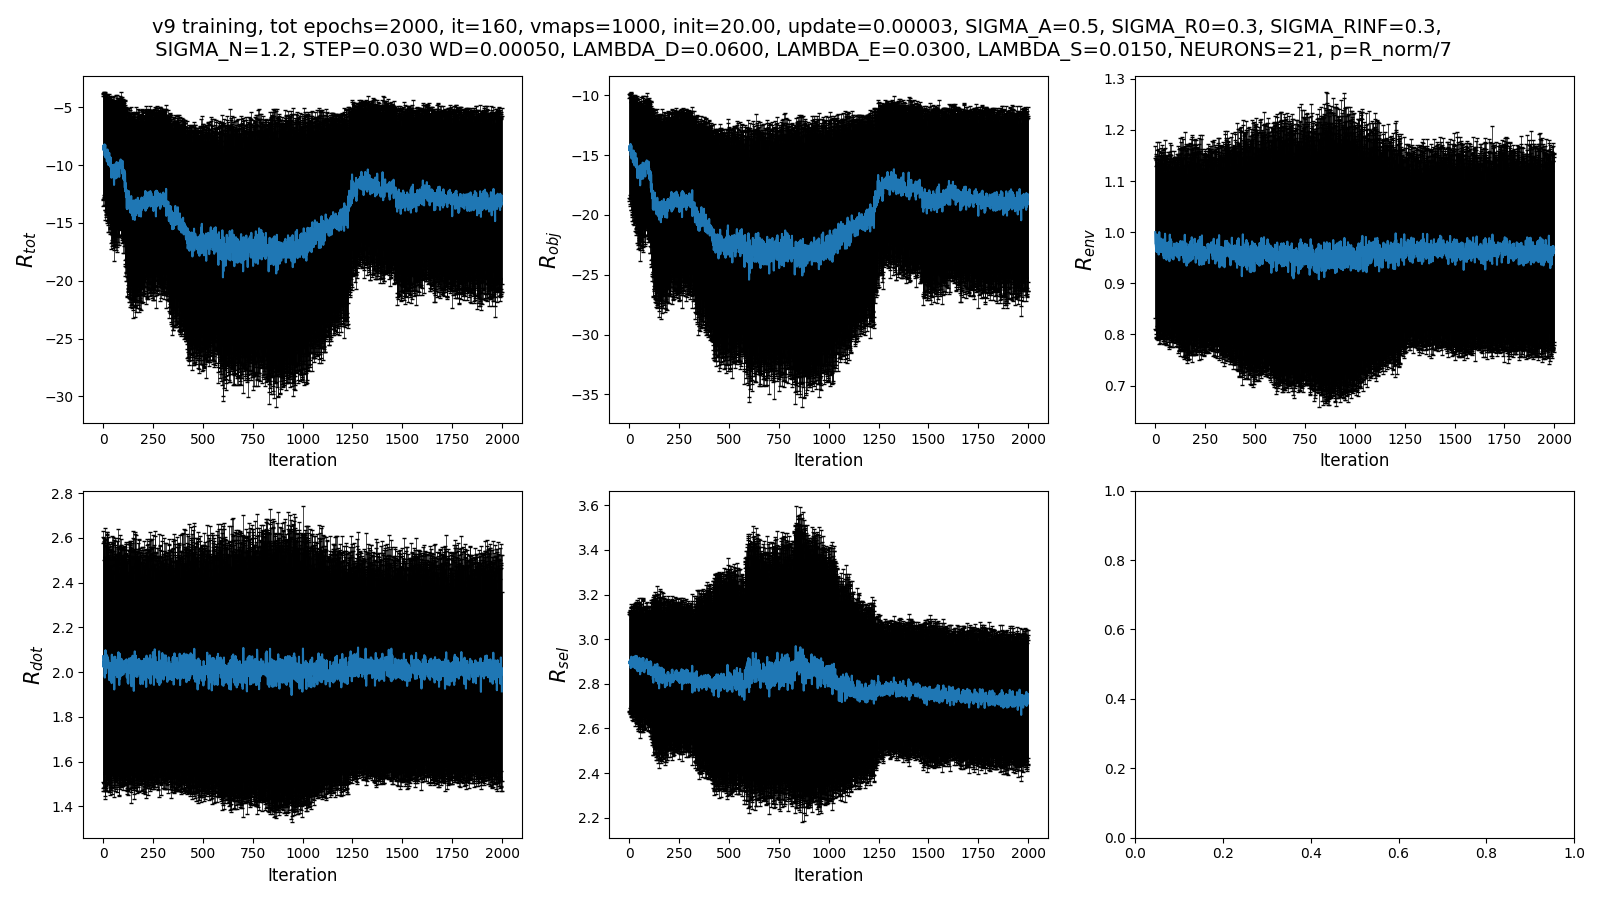 v9 training, tot epochs=2000, it=160, vmaps=1000, init=20.00, update=0.00003, SIGMA_A=0.5, SIGMA_R0=0.3, SIGMA_RINF=0.3,
SIGMA_N=1.2, STEP=0.030 WD=0.00050, LAMBDA_D=0.0600, LAMBDA_E=0.0300, LAMBDA_S=0.0150, NEURONS=21, p=R_norm/7
R_tot
−5
−10
−15
−20
−25
−30
0 250 500 750 1000 1250 1500 1750 2000
Iteration
R_obj
−10
−15
−20
−25
−30
−35
0 250 500 750 1000 1250 1500 1750 2000
Iteration
R_env
1.3
1.2
1.1
1.0
0.9
0.8
0.7
0 250 500 750 1000 1250 1500 1750 2000
Iteration
R_dot
2.8
2.6
2.4
2.2
2.0
1.8
1.6
1.4
0 250 500 750 1000 1250 1500 1750 2000
Iteration
R_sel
3.6
3.4
3.2
3.0
2.8
2.6
2.4
2.2
0 250 500 750 1000 1250 1500 1750 2000
Iteration
1.0
0.8
0.6
0.4
0.2
0.0
0.0 0.2 0.4 0.6 0.8 1.0